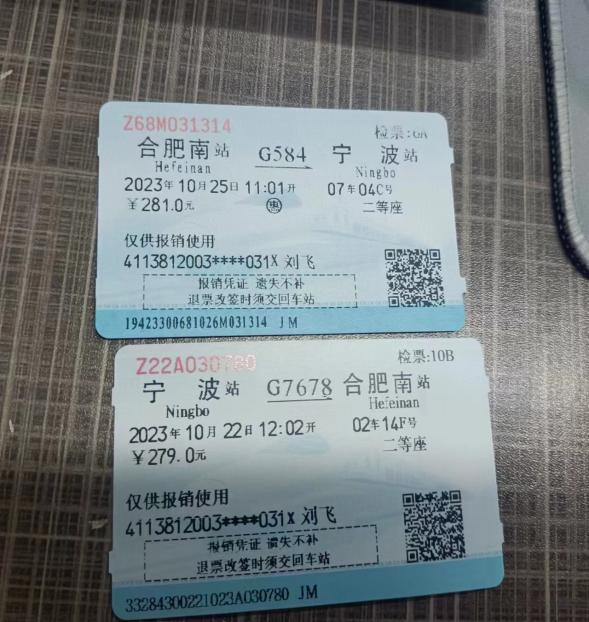 Z68M031314 检票:6A
合肥南站 G584 宁波站
Hefeinan Ningbo
2023年10月25日11:01开 07车04C号
￥281.0元 惠 二等座
仅供报销使用
4113812003****031X 刘飞
报销凭证 遗失不补
退票改签时须交回车站
19423300681026M031314 JM
Z22A030780 检票:10B
宁波站 G7678 合肥南站
Ningbo Hefeinan
2023年10月22日12:02开 02车14F号
￥279.0元 二等座
仅供报销使用
4113812003****031X 刘飞
报销凭证 遗失不补
退票改签时须交回车站
33284300221023A030780 JM